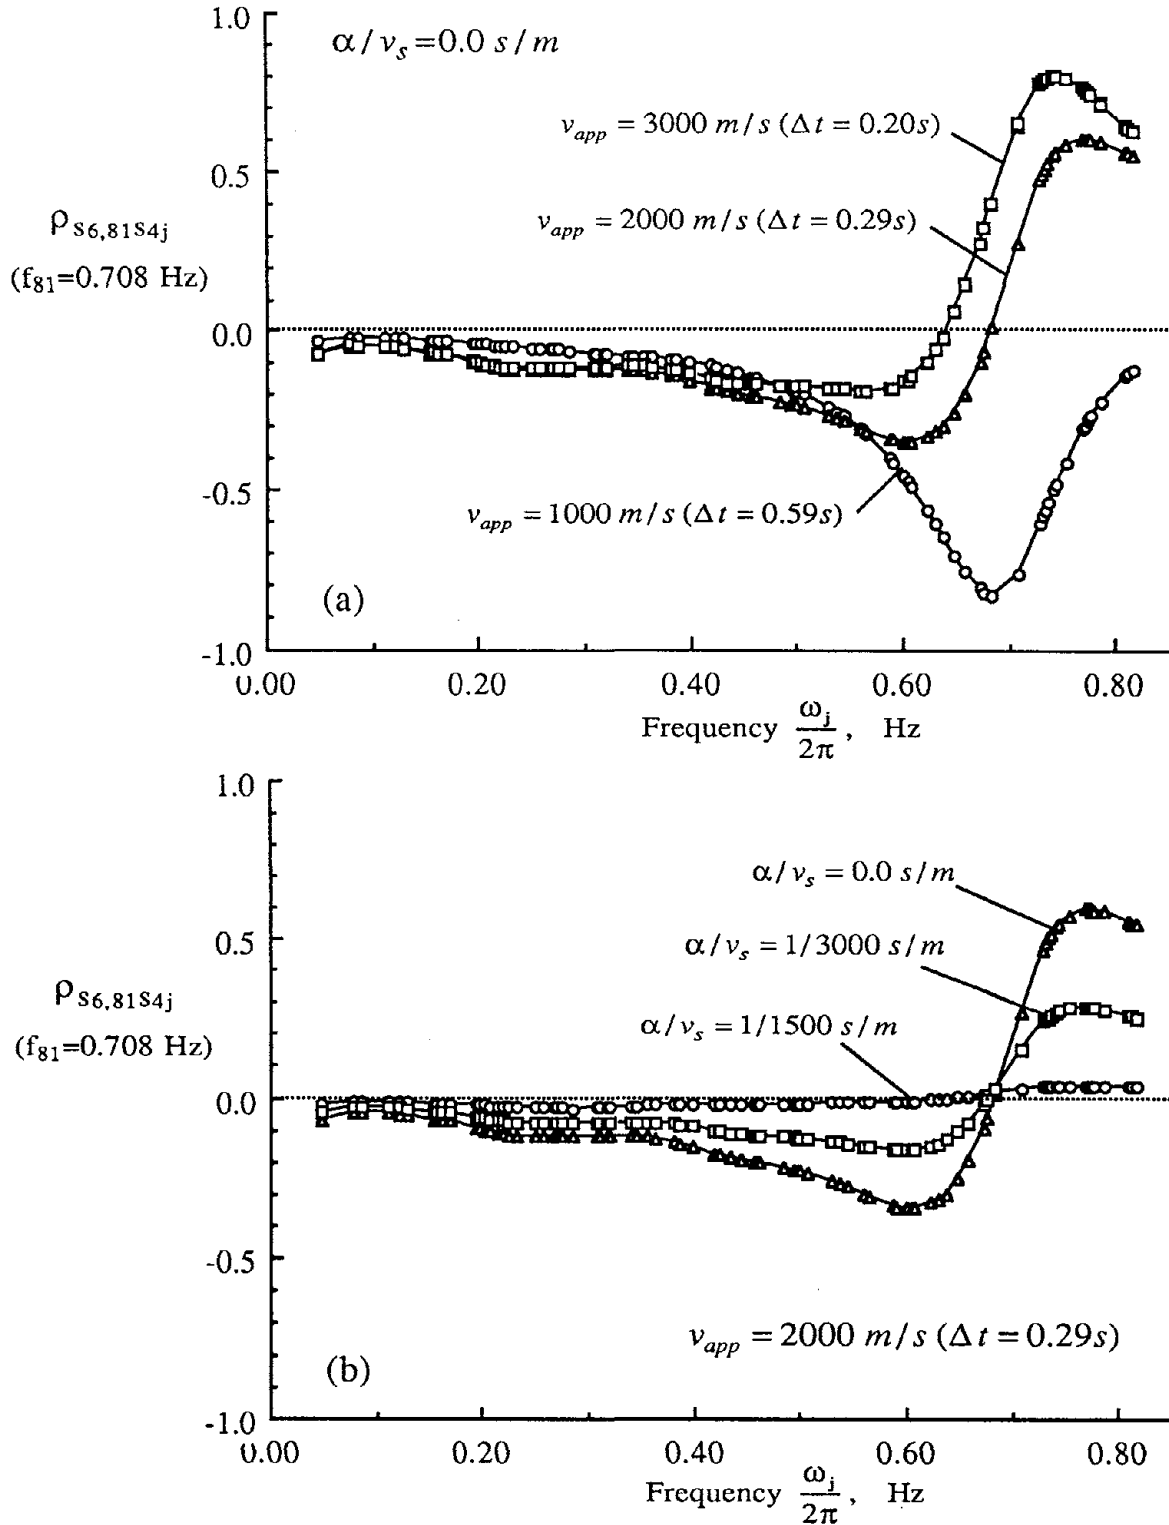 1.0
α/v_s=0.0 s/m
v_app = 3000 m/s (Δt = 0.20s)
0.5
ρ_S6,81S4j
v_app = 2000 m/s (Δt = 0.29s)
(f81=0.708 Hz)
0.0
-0.5
v_app = 1000 m/s (Δt = 0.59s)
(a)
-1.0
0.00 0.20 0.40 0.60 0.80
Frequency ω_j/2π, Hz
1.0
α/v_s = 0.0 s/m
0.5
α/v_s = 1/3000 s/m
ρ_S6,81S4j
α/v_s = 1/1500 s/m
(f81=0.708 Hz)
0.0
-0.5
v_app = 2000 m/s (Δt = 0.29s)
(b)
-1.0
0.00 0.20 0.40 0.60 0.80
Frequency ω_j/2π, Hz